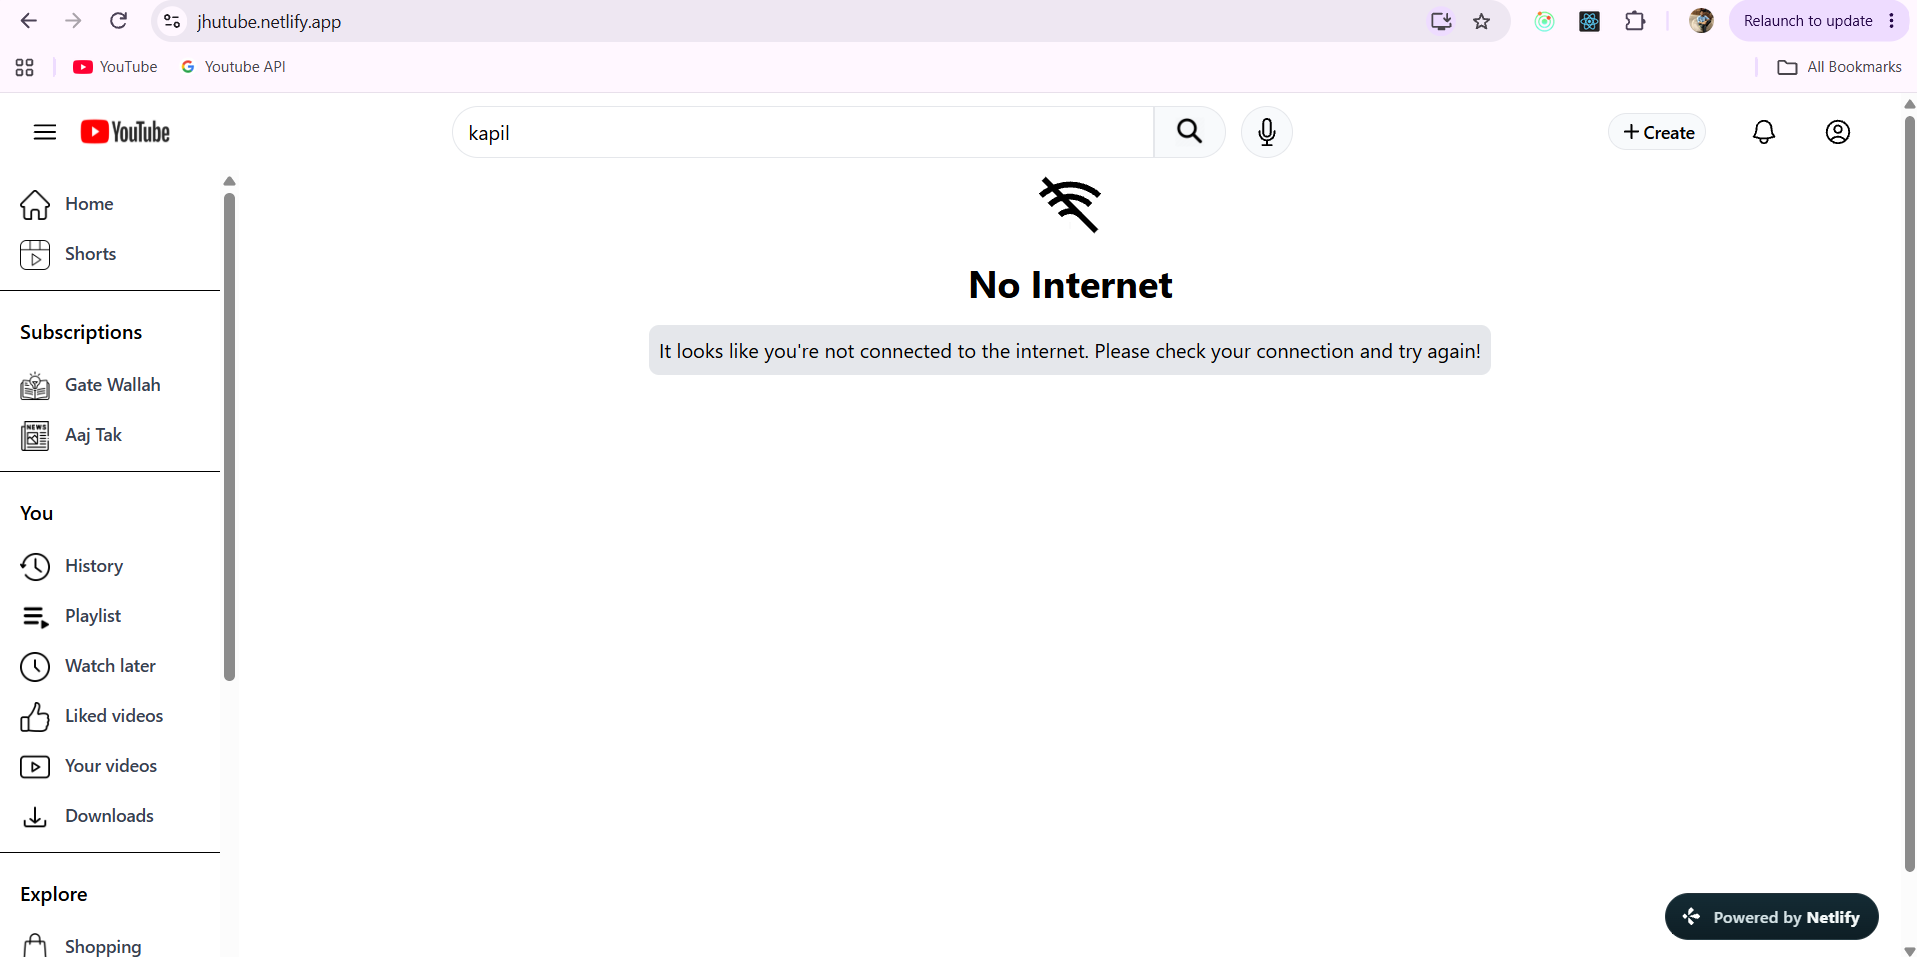 jhutube.netlify.app
Relaunch to update
YouTube
Youtube API
All Bookmarks
YouTube
kapil
+ Create
Home
Shorts
Subscriptions
Gate Wallah
NEWS
Aaj Tak
You
History
Playlist
Watch later
Liked videos
Your videos
Downloads
Explore
Shopping
No Internet
It looks like you're not connected to the internet. Please check your connection and try again!
Powered by Netlify